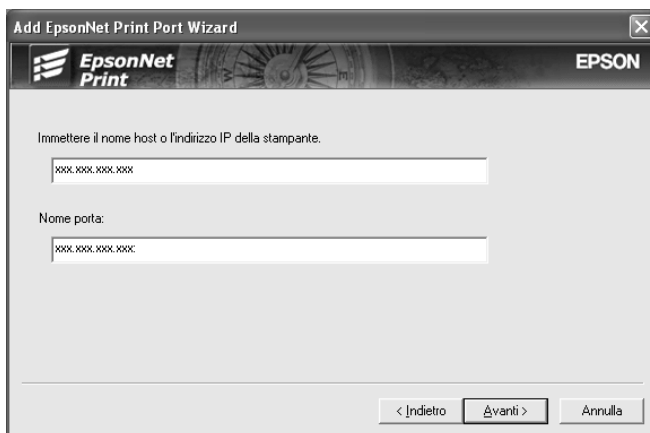 Add EpsonNet Print Port Wizard
EpsonNet
Print
EPSON
Immettere il nome host o l'indirizzo IP della stampante.
xxx.xxx.xxx.xxx
Nome porta:
xxx.xxx.xxx.xxx:
< Indietro
Avanti >
Annulla